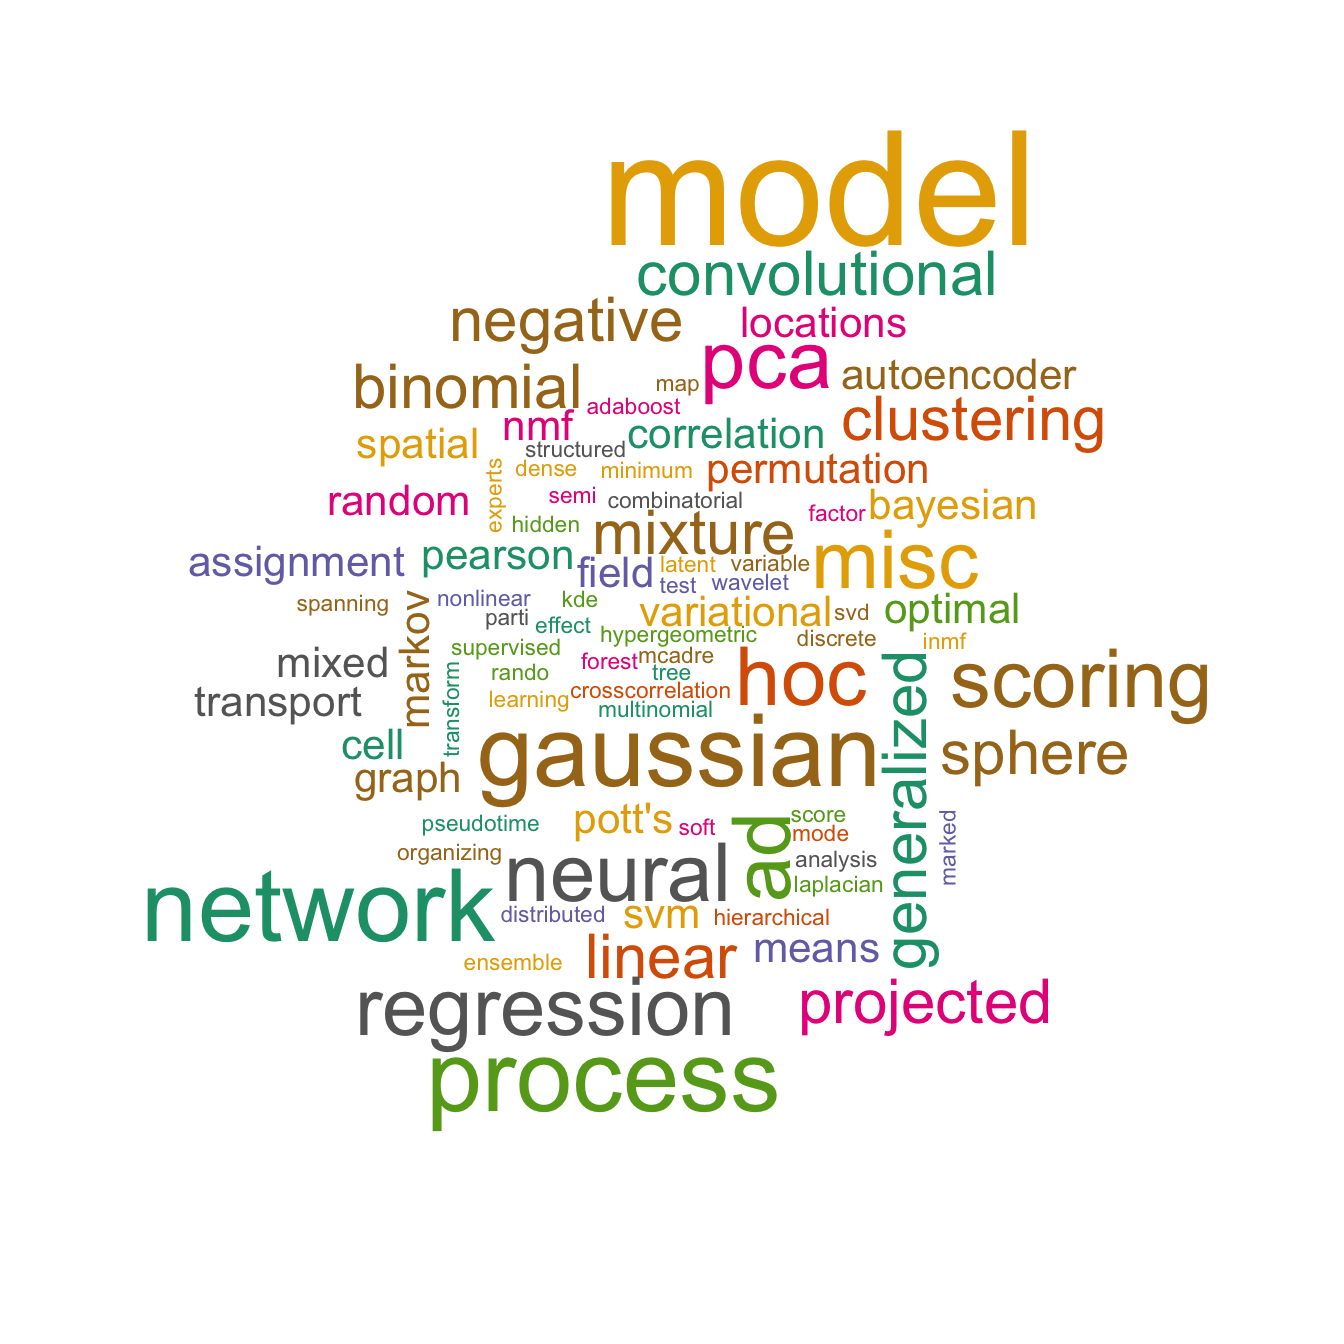 model
convolutional
negative
locations
pca
binomial
map
autoencoder
adaboost
clustering
nmf
spatial
structured
correlation
experts
dense
minimum
permutation
random
semi
combinatorial
factor
bayesian
hidden
mixture
assignment
pearson
field
latent
variable
misc
test
wavelet
spanning
markov
nonlinear
kde
variational
svd
optimal
parti
effect
hypergeometric
discrete
inmf
supervised
mixed
rando
forest
mcadre
tree
hoc
generalized
scoring
transport
transform
learning
crosscorrelation
multinomial
cell
gaussian
sphere
graph
pseudotime
pott's
soft
ad
score
mode
marked
organizing
neural
analysis
laplacian
network
distributed
svm
hierarchical
ensemble
linear
means
regression
projected
process